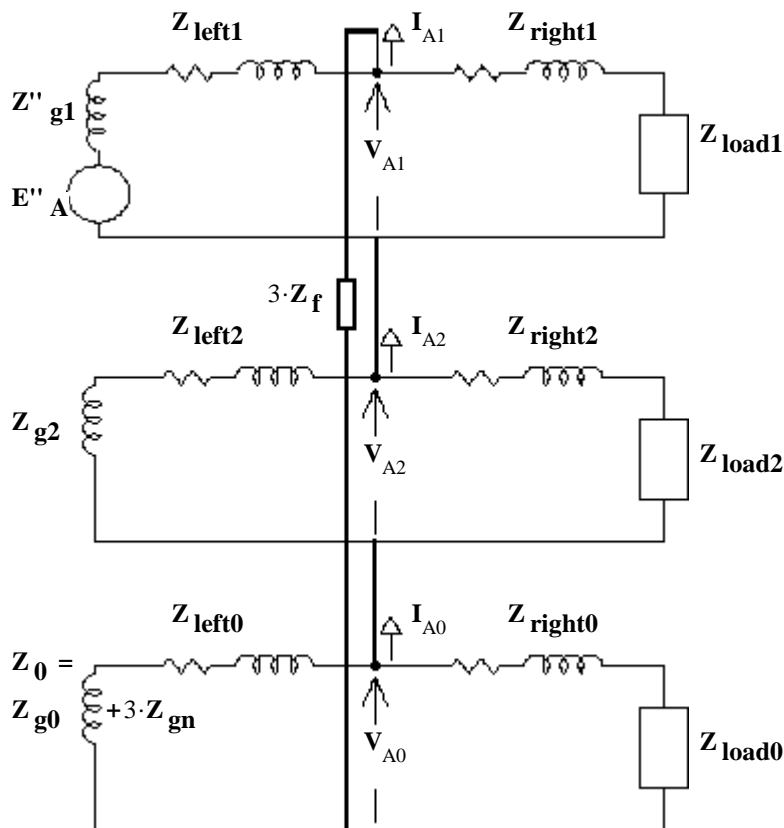 Z left1
I A1
Z right1
Z'' g1
V A1
Z load1
E'' A
3·Z f
Z left2
I A2
Z right2
Z g2
V A2
Z load2
Z left0
I A0
Z right0
Z 0 =
Z g0 +3·Z gn
V A0
Z load0